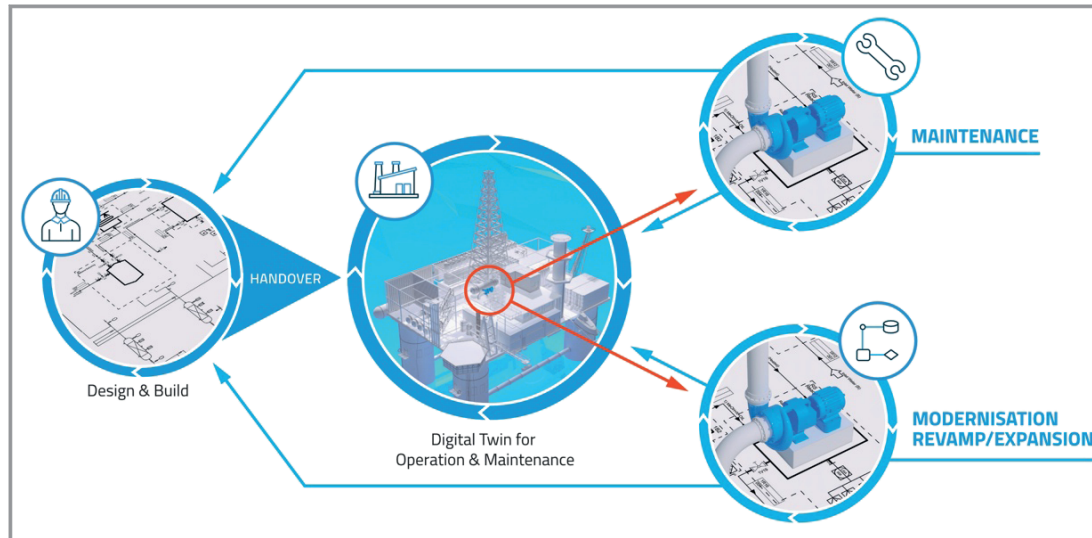 MAINTENANCE
HANDOVER
Design & Build
Digital Twin for
Operation & Maintenance
MODERNISATION
REVAMP/EXPANSION